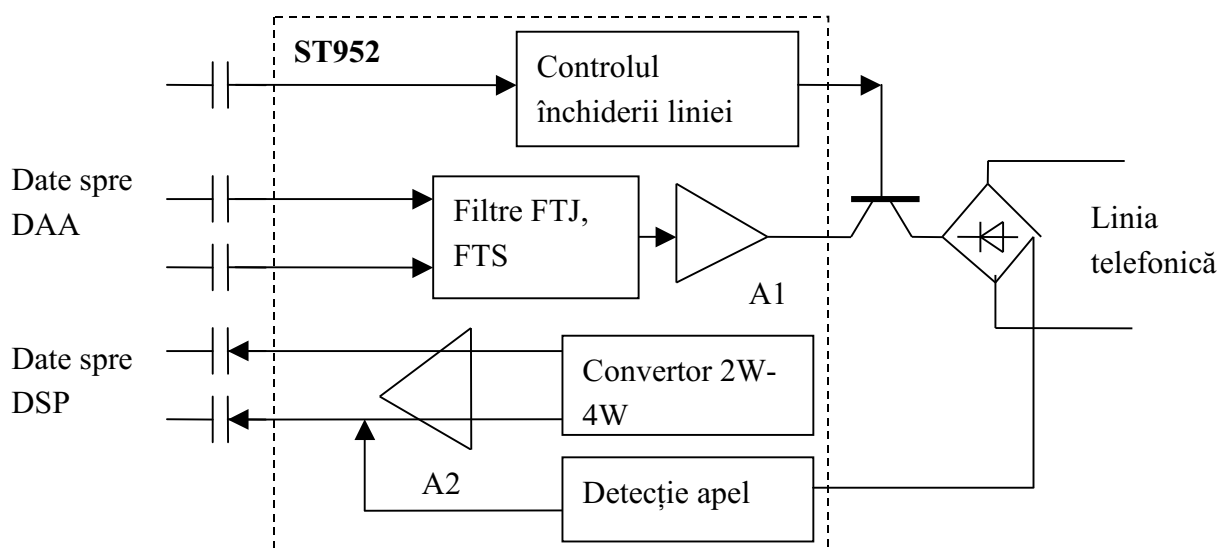 ST952
Controlul
închiderii liniei
Date spre
DAA
Filtre FTJ,
FTS
A1
Linia
telefonică
Date spre
DSP
Convertor 2W-
4W
A2
Detecție apel